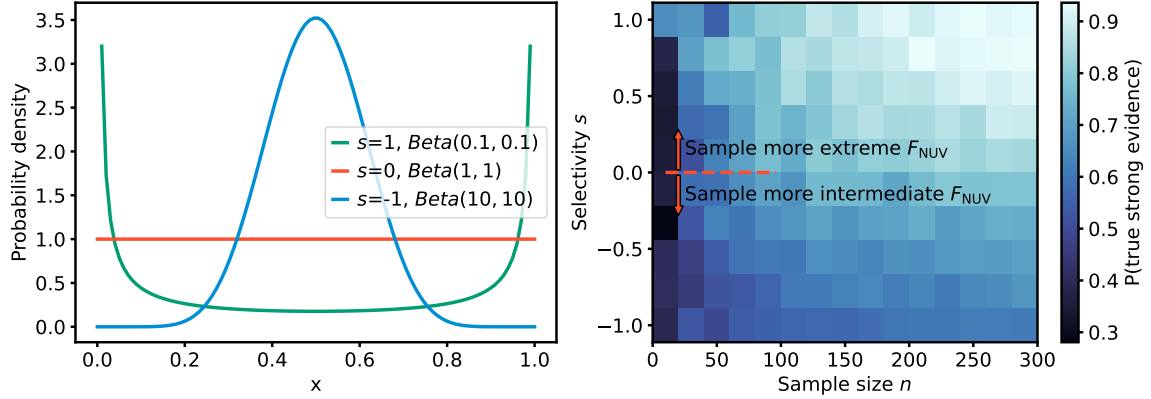 3.5
3.0
2.5
2.0
1.5
1.0
0.5
0.0
Probability density
0.0 0.2 0.4 0.6 0.8 1.0
x
s=1, Beta(0.1, 0.1)
s=0, Beta(1, 1)
s=-1, Beta(10, 10)
1.0
0.5
0.0
−0.5
−1.0
Selectivity s
Sample more extreme F_NUV
Sample more intermediate F_NUV
0 50 100 150 200 250 300
Sample size n
0.9
0.8
0.7
0.6
0.5
0.4
0.3
P(true strong evidence)